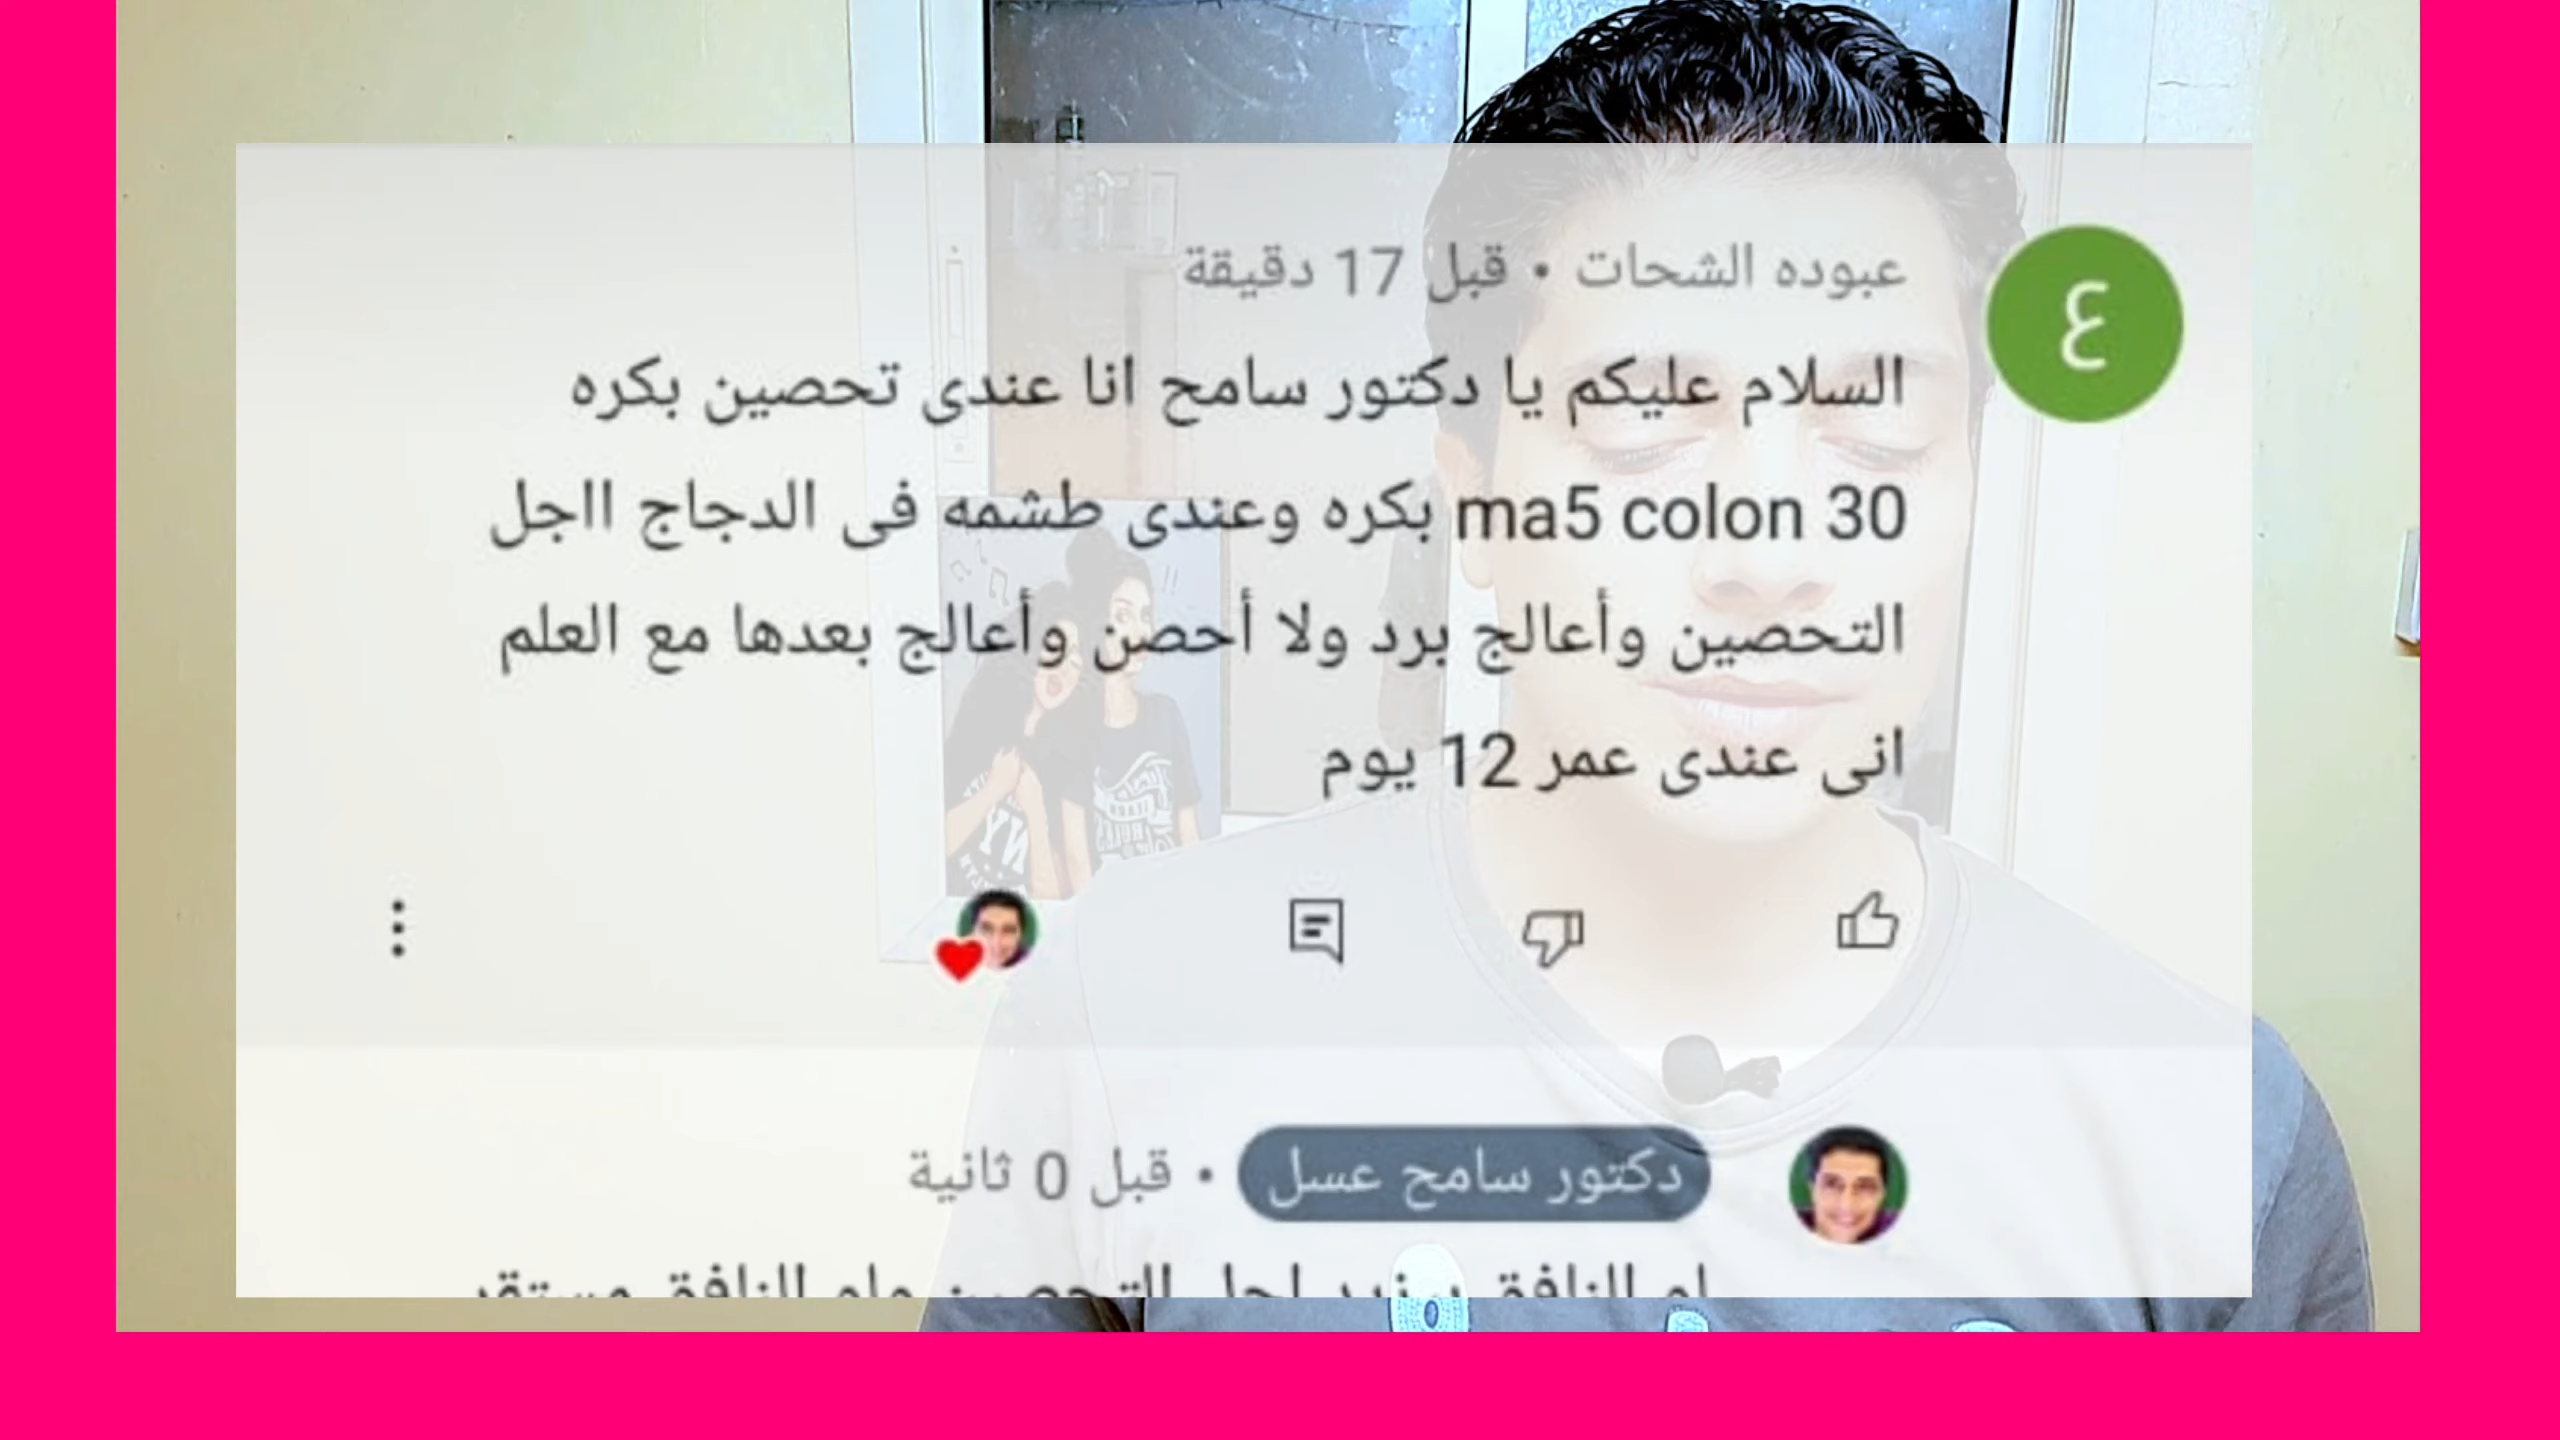 عبوده الشحات • قبل 17 دقيقة
ع
السلام عليكم يا دكتور سامح انا عندى تحصين بكره
ma5 colon 30 بكره وعندى طشمه فى الدجاج ااجل
التحصين وأعالج برد ولا أحصن وأعالج بعدها مع العلم
انى عندى عمر 12 يوم
دكتور سامح عسل • قبل 0 ثانية